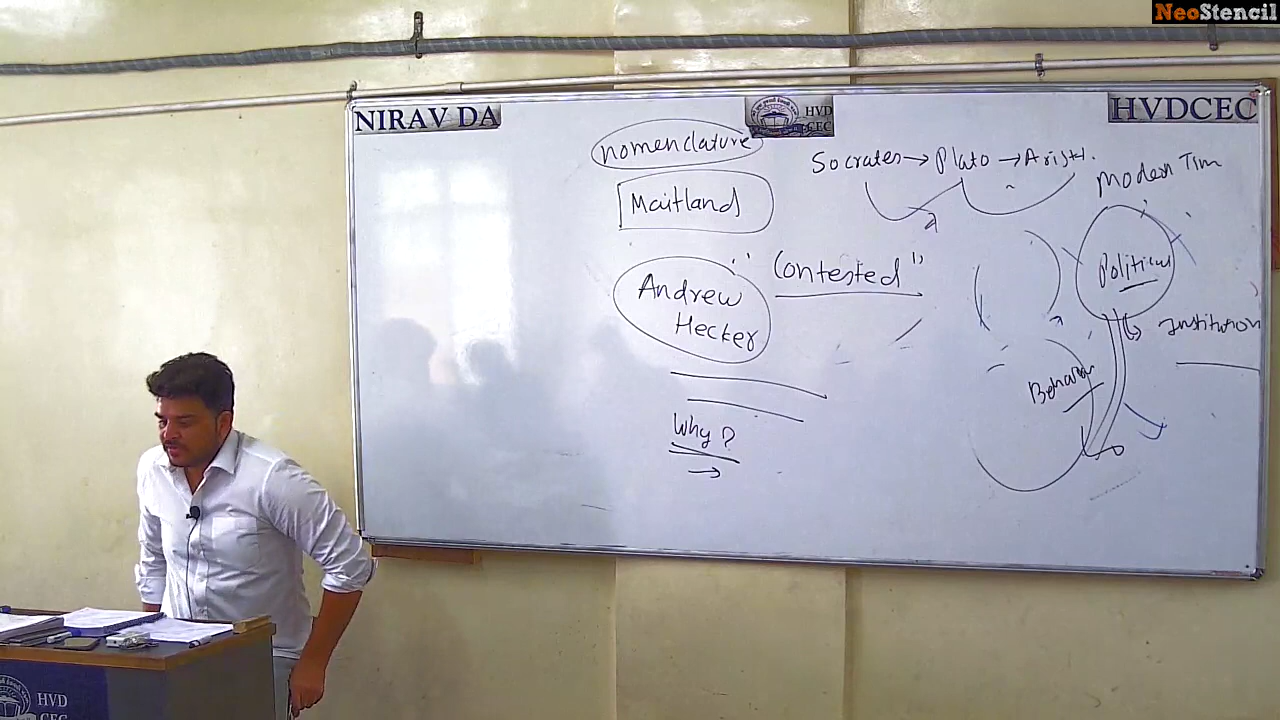 NeoStencil
NIRAV DA
HVD
CEC
HVDCEC
nomenclature
Socrates → Plato → Aristl.
Modern Tim
Maitland
"Contested"
Political
Andrew
Hecker
Institution
Behavior
Why?
→
HVD
CEC